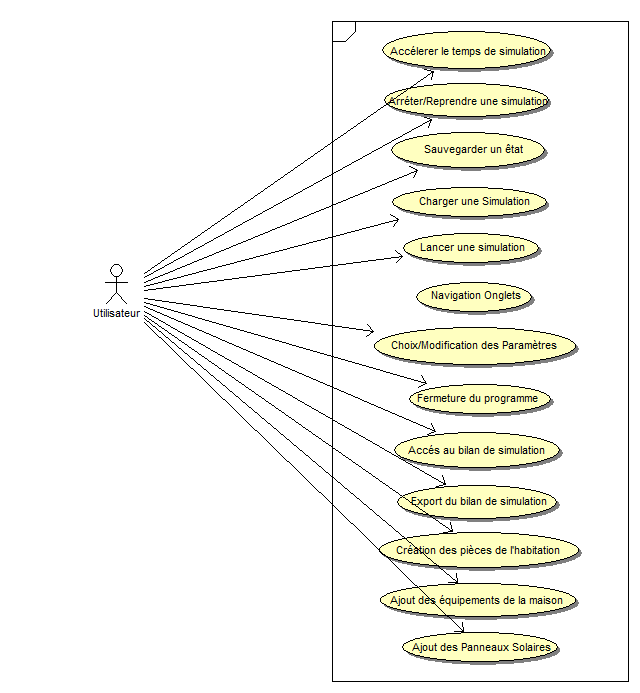 Accélerer le temps de simulation
Arrêter/Reprendre une simulation
Sauvegarder un êtat
Charger une Simulation
Lancer une simulation
Navigation Onglets
Utilisateur
Choix/Modification des Paramètres
Fermeture du programme
Accés au bilan de simulation
Export du bilan de simulation
Création des pièces de l'habitation
Ajout des équipements de la maison
Ajout des Panneaux Solaires